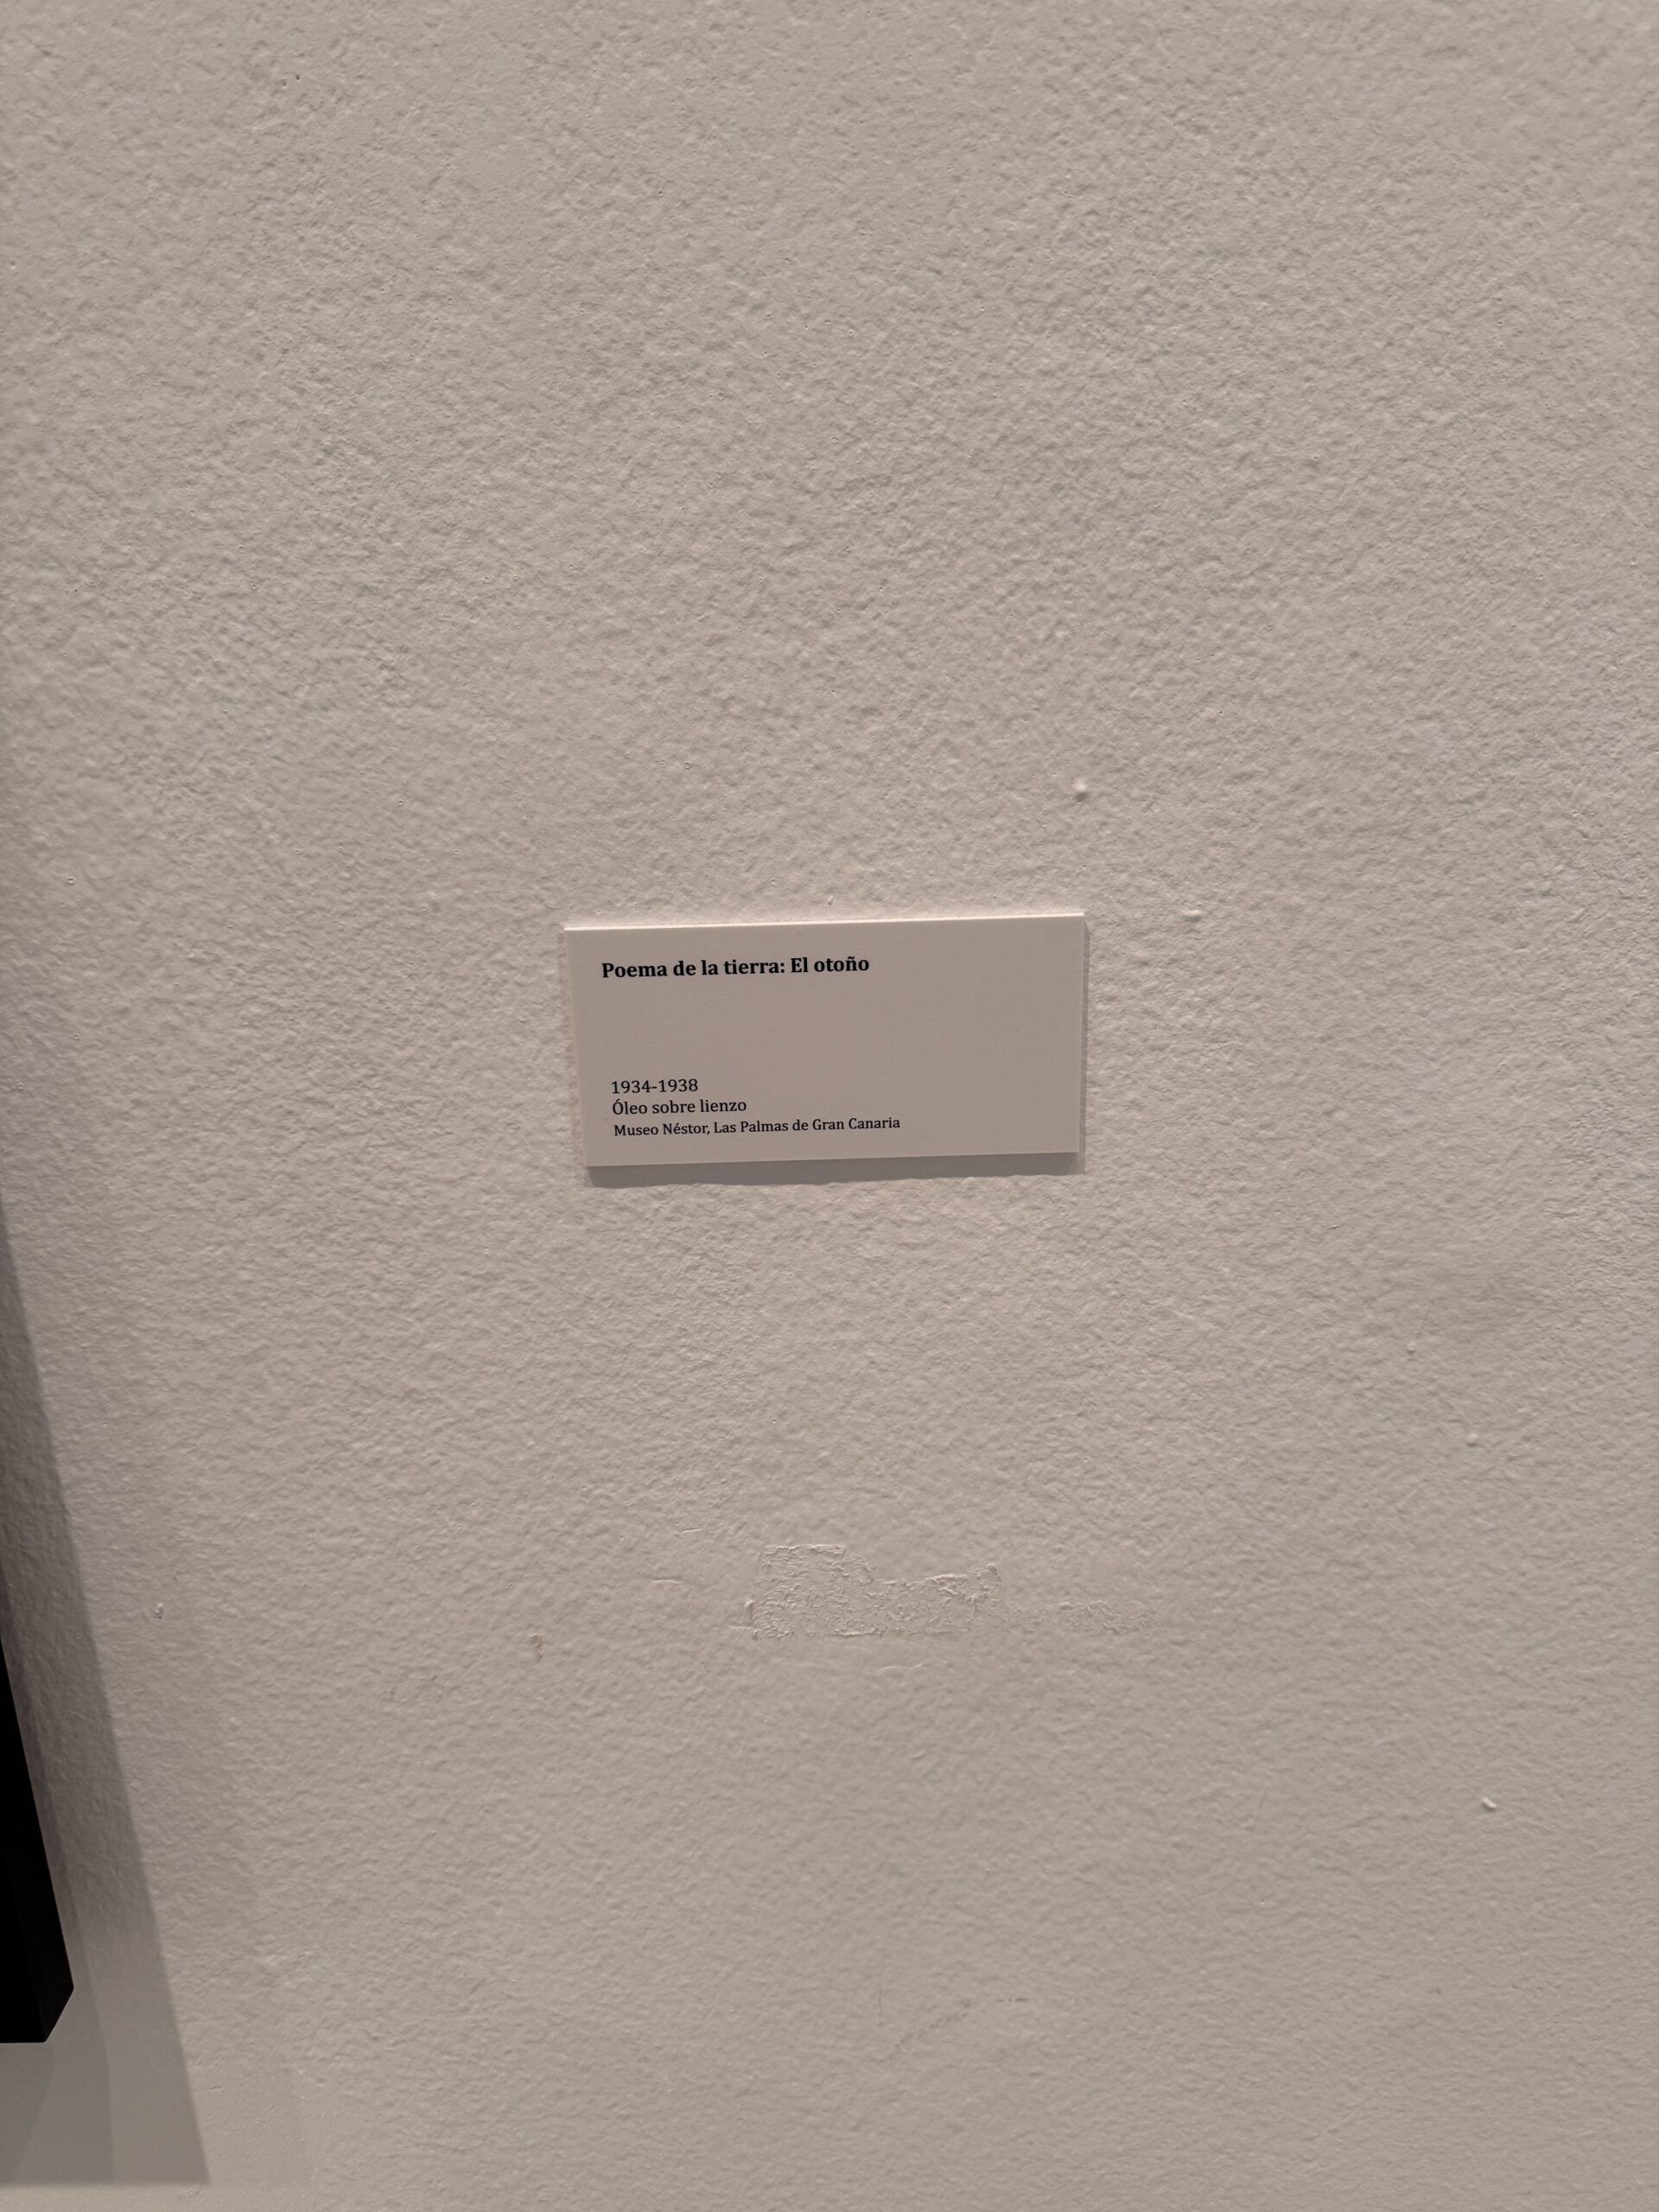 Poema de la tierra: El otoño
1934-1938
Óleo sobre lienzo
Museo Néstor, Las Palmas de Gran Canaria